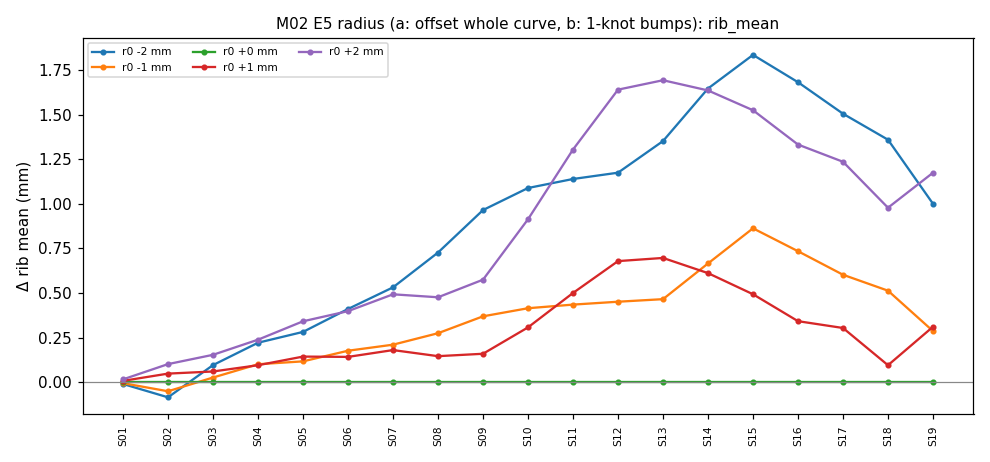 M02 E5 radius (a: offset whole curve, b: 1-knot bumps): rib_mean
r0 -2 mm r0 +0 mm r0 +2 mm
r0 -1 mm r0 +1 mm
1.75
1.50
1.25
1.00
0.75
0.50
0.25
0.00
Δ rib mean (mm)
S01 S02 S03 S04 S05 S06 S07 S08 S09 S10 S11 S12 S13 S14 S15 S16 S17 S18 S19